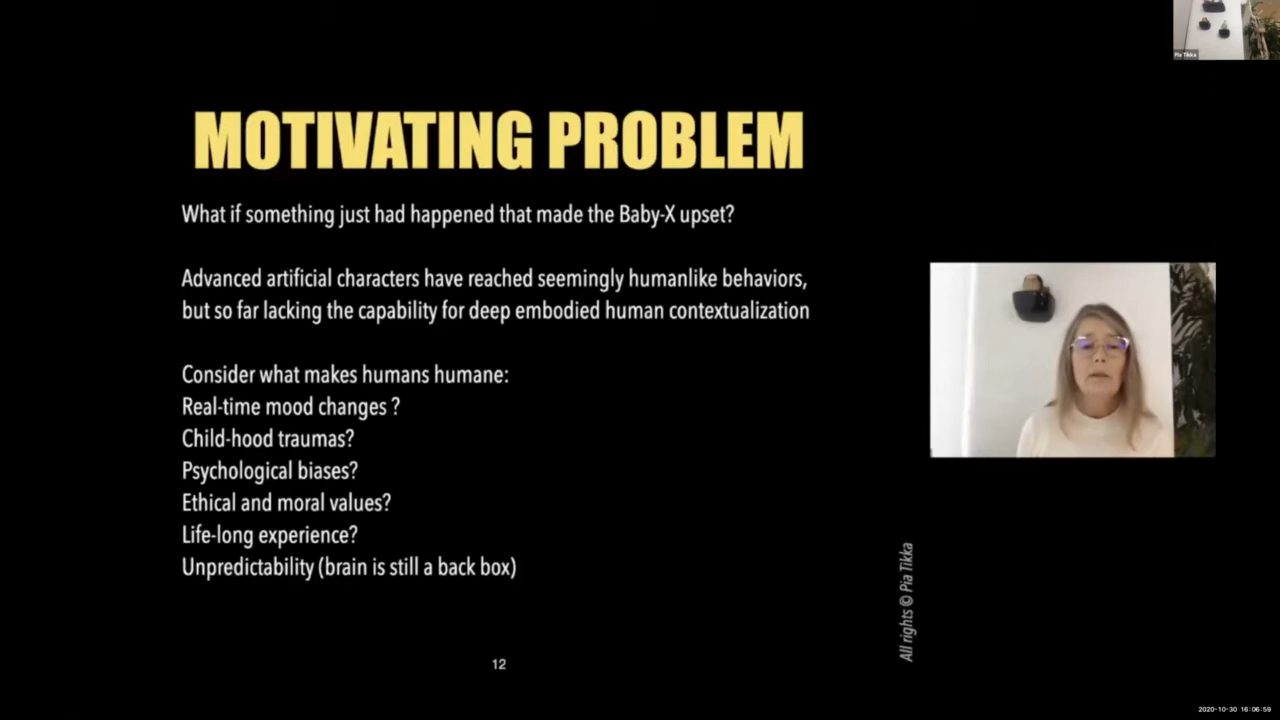 Pia Tikka
MOTIVATING PROBLEM
What if something just had happened that made the Baby-X upset?
Advanced artificial characters have reached seemingly humanlike behaviors,
but so far lacking the capability for deep embodied human contextualization
Consider what makes humans humane:
Real-time mood changes ?
Child-hood traumas?
Psychological biases?
Ethical and moral values?
Life-long experience?
Unpredictability (brain is still a back box)
All rights © Pia Tikka
12
2020-10-30 16:06:59